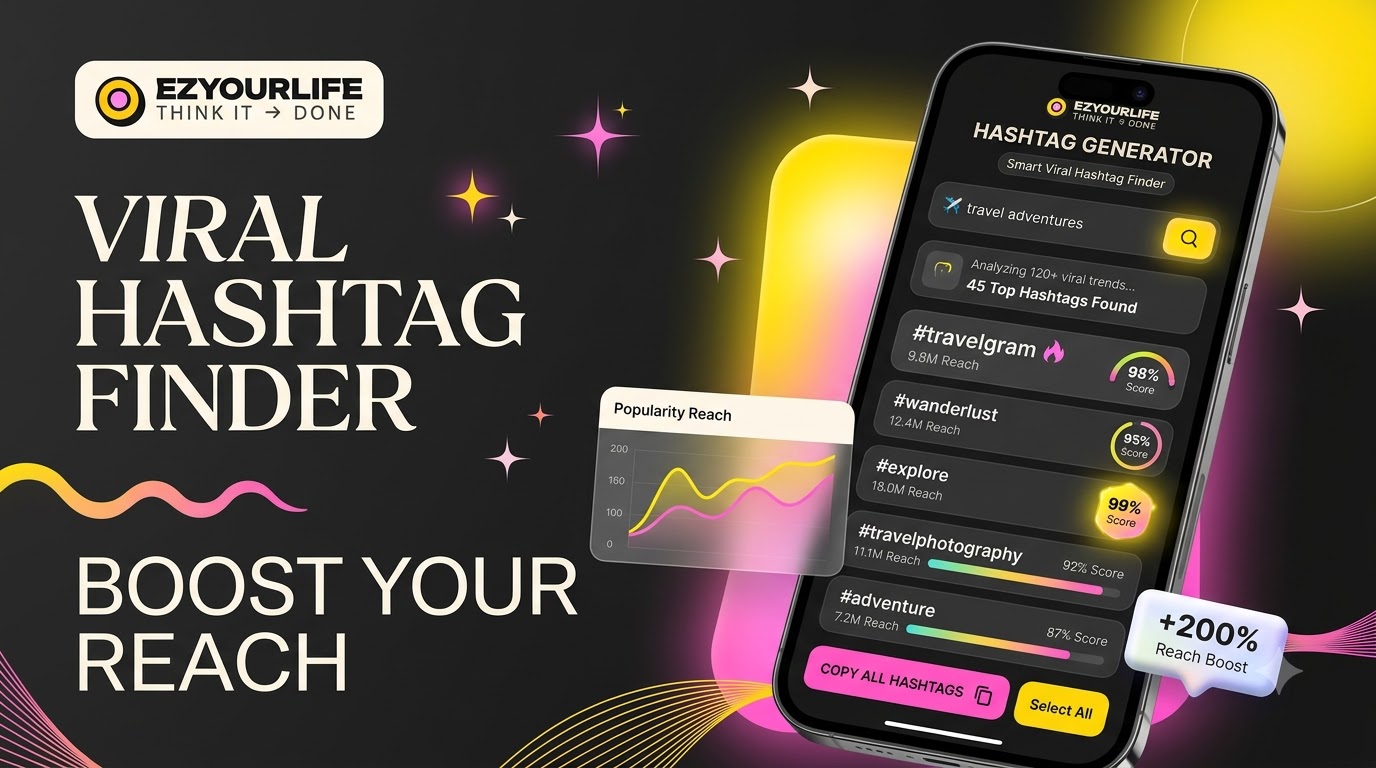 EZYOURLIFE
THINK IT → DONE
VIRAL
HASHTAG
FINDER
BOOST YOUR
REACH
Popularity Reach
200
160
100
0
EZYOURLIFE
THINK IT → DONE
HASHTAG GENERATOR
Smart Viral Hashtag Finder
travel adventures
Analyzing 120+ viral trends...
45 Top Hashtags Found
#travelgram
9.8M Reach
98%
Score
#wanderlust
12.4M Reach
95%
Score
#explore
18.0M Reach
99%
Score
#travelphotography
11.1M Reach
92% Score
#adventure
7.2M Reach
87% Score
COPY ALL HASHTAGS
Select All
+200%
Reach Boost